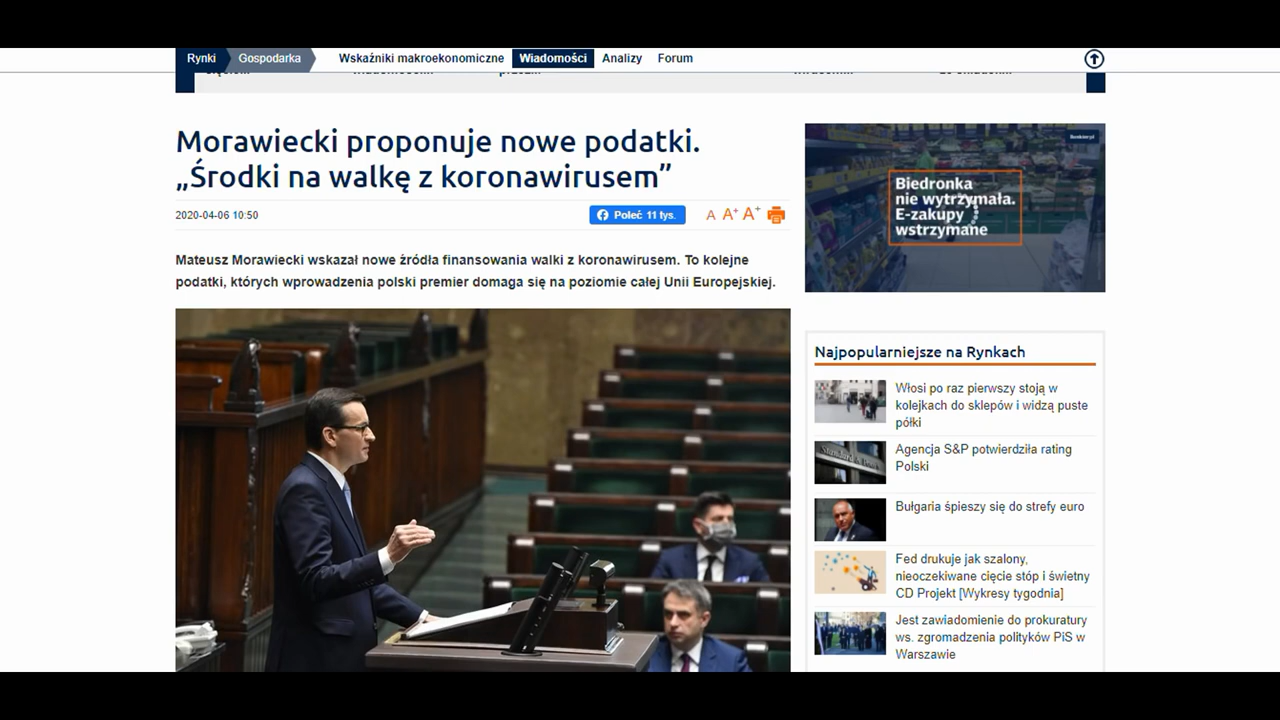 Rynki Gospodarka Wskaźniki makroekonomiczne Wiadomości Analizy Forum
Morawiecki proponuje nowe podatki.
„Środki na walkę z koronawirusem”
2020-04-06 10:50
Poleć 11 tys.
A A+ A+
Mateusz Morawiecki wskazał nowe źródła finansowania walki z koronawirusem. To kolejne
podatki, których wprowadzenia polski premier domaga się na poziomie całej Unii Europejskiej.
Bankier.pl
Biedronka
nie wytrzymała.
E-zakupy
wstrzymane
Najpopularniejsze na Rynkach
Włosi po raz pierwszy stoją w
kolejkach do sklepów i widzą puste
półki
Agencja S&P potwierdziła rating
Polski
Bułgaria śpieszy się do strefy euro
Fed drukuje jak szalony,
nieoczekiwane cięcie stóp i świetny
CD Projekt [Wykresy tygodnia]
Jest zawiadomienie do prokuratury
ws. zgromadzenia polityków PiS w
Warszawie